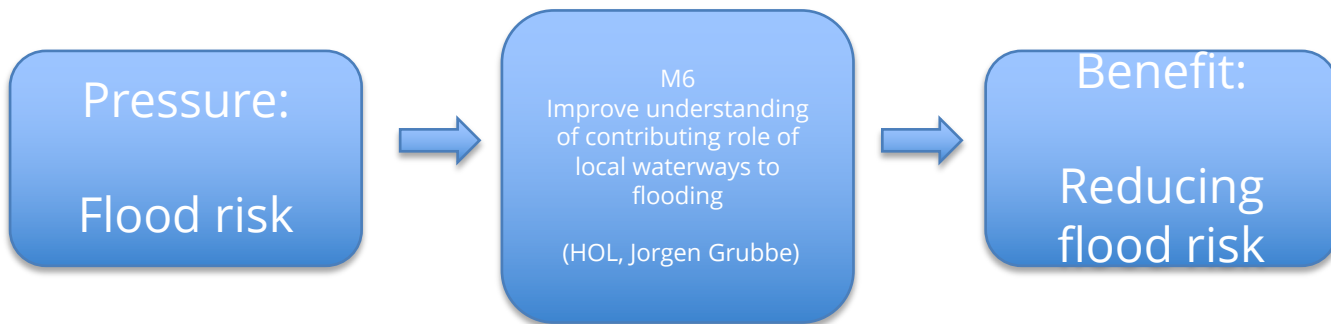 Pressure:
Flood risk
M6
Improve understanding
of contributing role of
local waterways to
flooding
(HOL, Jorgen Grubbe)
Benefit:
Reducing
flood risk